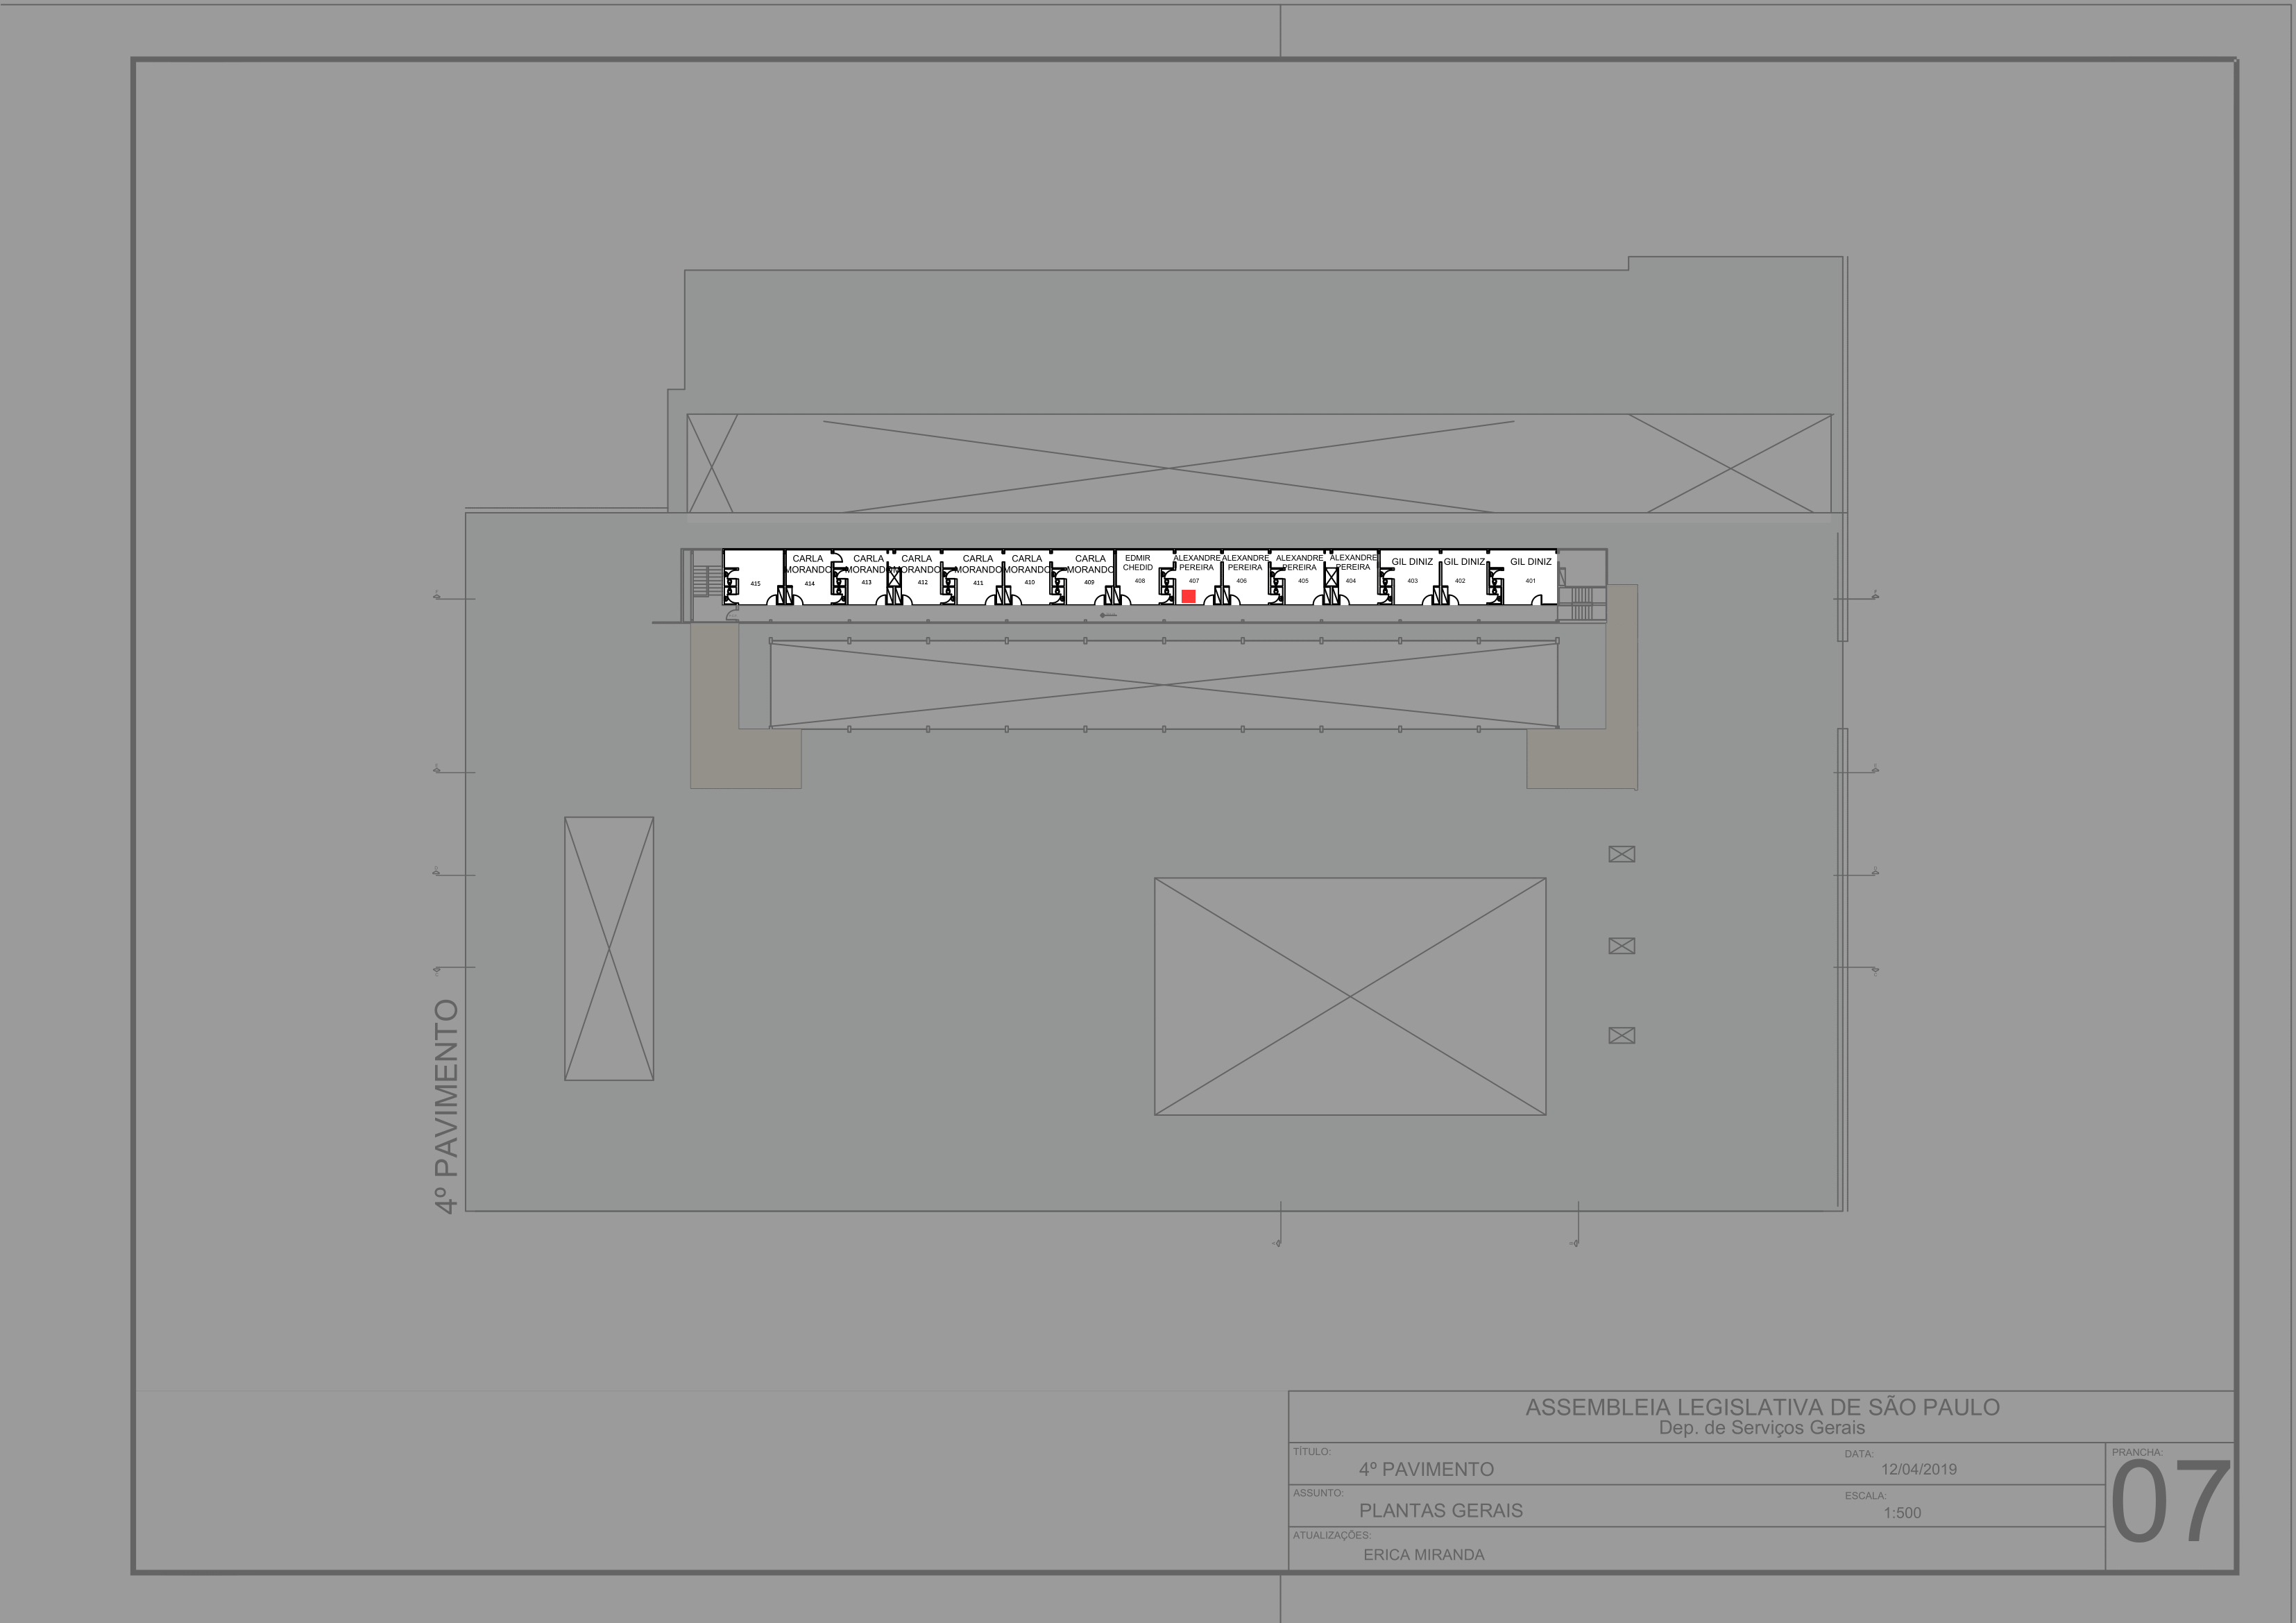 CARLA
MORANDO
CARLA
MORANDO
CARLA
MORANDO
CARLA
MORANDO
CARLA
MORANDO
CARLA
MORANDO
EDMIR
CHEDID
ALEXANDRE
PEREIRA
ALEXANDRE
PEREIRA
ALEXANDRE
PEREIRA
ALEXANDRE
PEREIRA
GIL DINIZ
GIL DINIZ
GIL DINIZ
415
414
413
412
411
410
409
408
407
406
405
404
403
402
401
4º PAVIMENTO
ASSEMBLEIA LEGISLATIVA DE SÃO PAULO
Dep. de Serviços Gerais
TÍTULO:
4º PAVIMENTO
DATA:
12/04/2019
PRANCHA:
07
ASSUNTO:
PLANTAS GERAIS
ESCALA:
1:500
ATUALIZAÇÕES:
ERICA MIRANDA